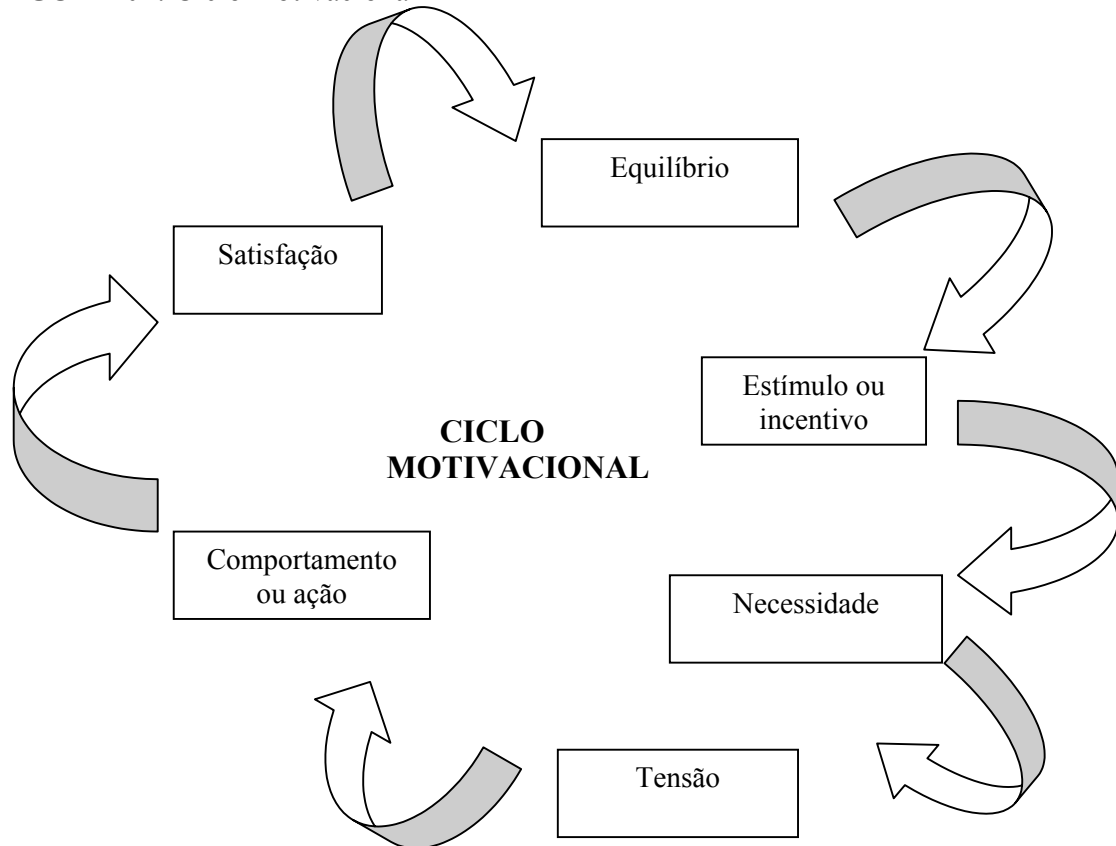 Equilíbrio
Satisfação
Estímulo ou
incentivo
CICLO
MOTIVACIONAL
Comportamento
ou ação
Necessidade
Tensão